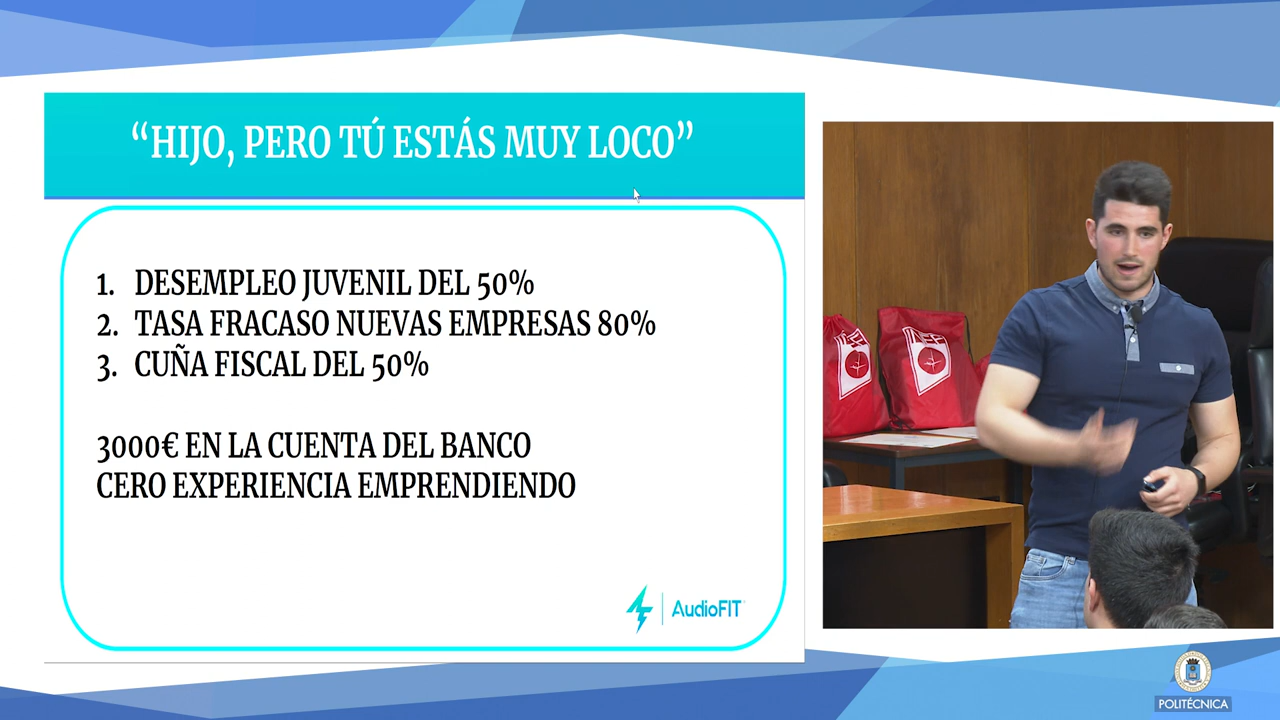 “HIJO, PERO TÚ ESTÁS MUY LOCO”
1. DESEMPLEO JUVENIL DEL 50%
2. TASA FRACASO NUEVAS EMPRESAS 80%
3. CUÑA FISCAL DEL 50%
3000€ EN LA CUENTA DEL BANCO
CERO EXPERIENCIA EMPRENDIENDO
AudioFIT
INEF
POLITÉCNICA